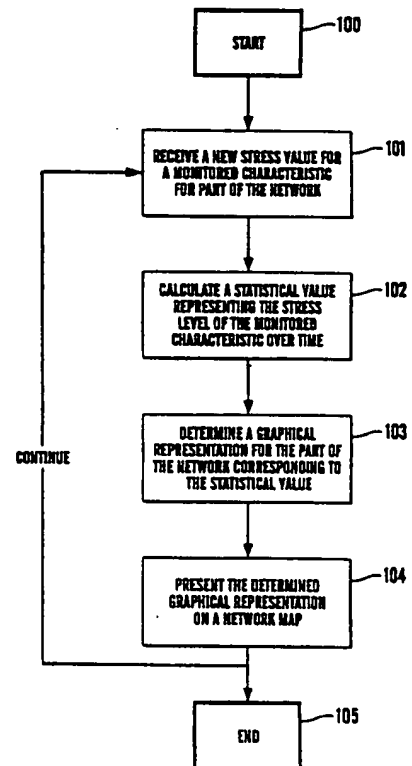 START
100
RECEIVE A NEW STRESS VALUE FOR
A MONITORED CHARACTERISTIC
FOR PART OF THE NETWORK
101
CALCULATE A STATISTICAL VALUE
REPRESENTING THE STRESS
LEVEL OF THE MONITORED
CHARACTERISTIC OVER TIME
102
DETERMINE A GRAPHICAL
REPRESENTATION FOR THE PART OF
THE NETWORK CORRESPONDING TO
THE STATISTICAL VALUE
103
CONTINUE
PRESENT THE DETERMINED
GRAPHICAL REPRESENTATION
ON A NETWORK MAP
104
END
105